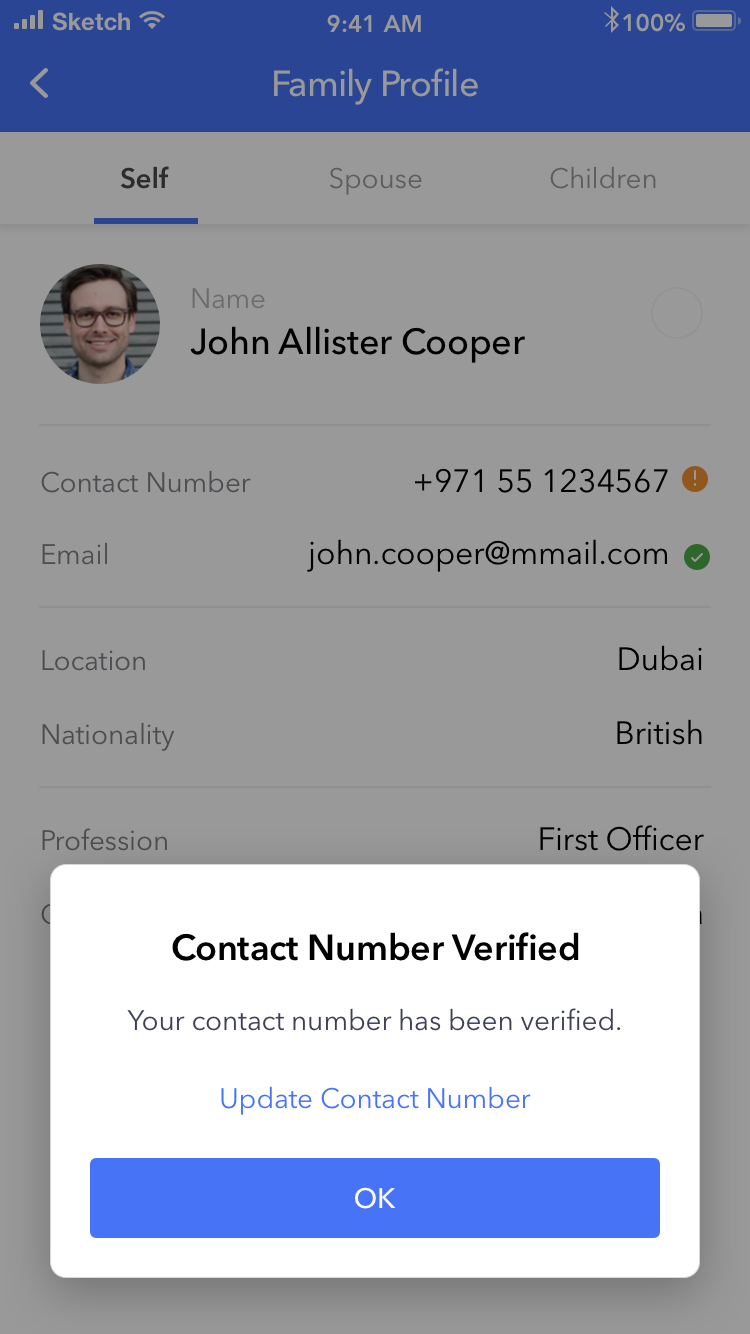 Sketch 9:41 AM 100%
Family Profile
Self Spouse Children
Name
John Allister Cooper
Contact Number +971 55 1234567
Email john.cooper@mmail.com
Location Dubai
Nationality British
Profession First Officer
Contact Number Verified
Your contact number has been verified.
Update Contact Number
OK